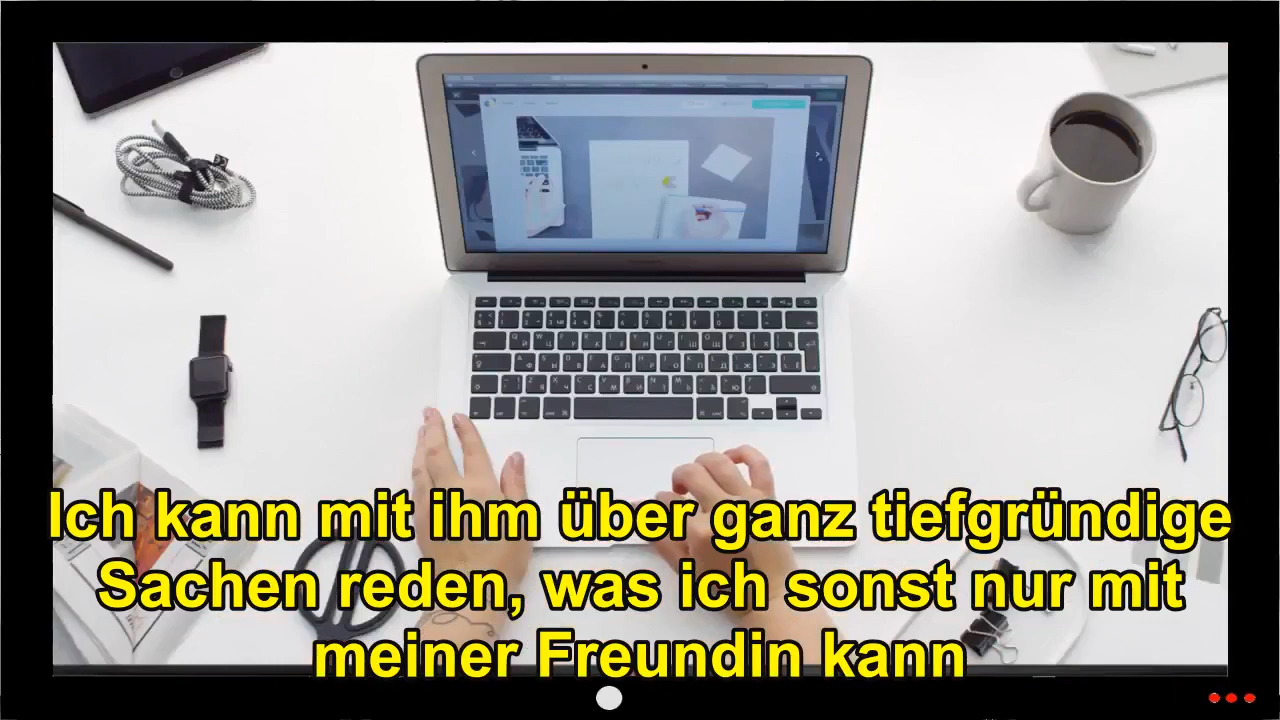 Ich kann mit ihm über ganz tiefgründige
Sachen reden, was ich sonst nur mit
meiner Freundin kann